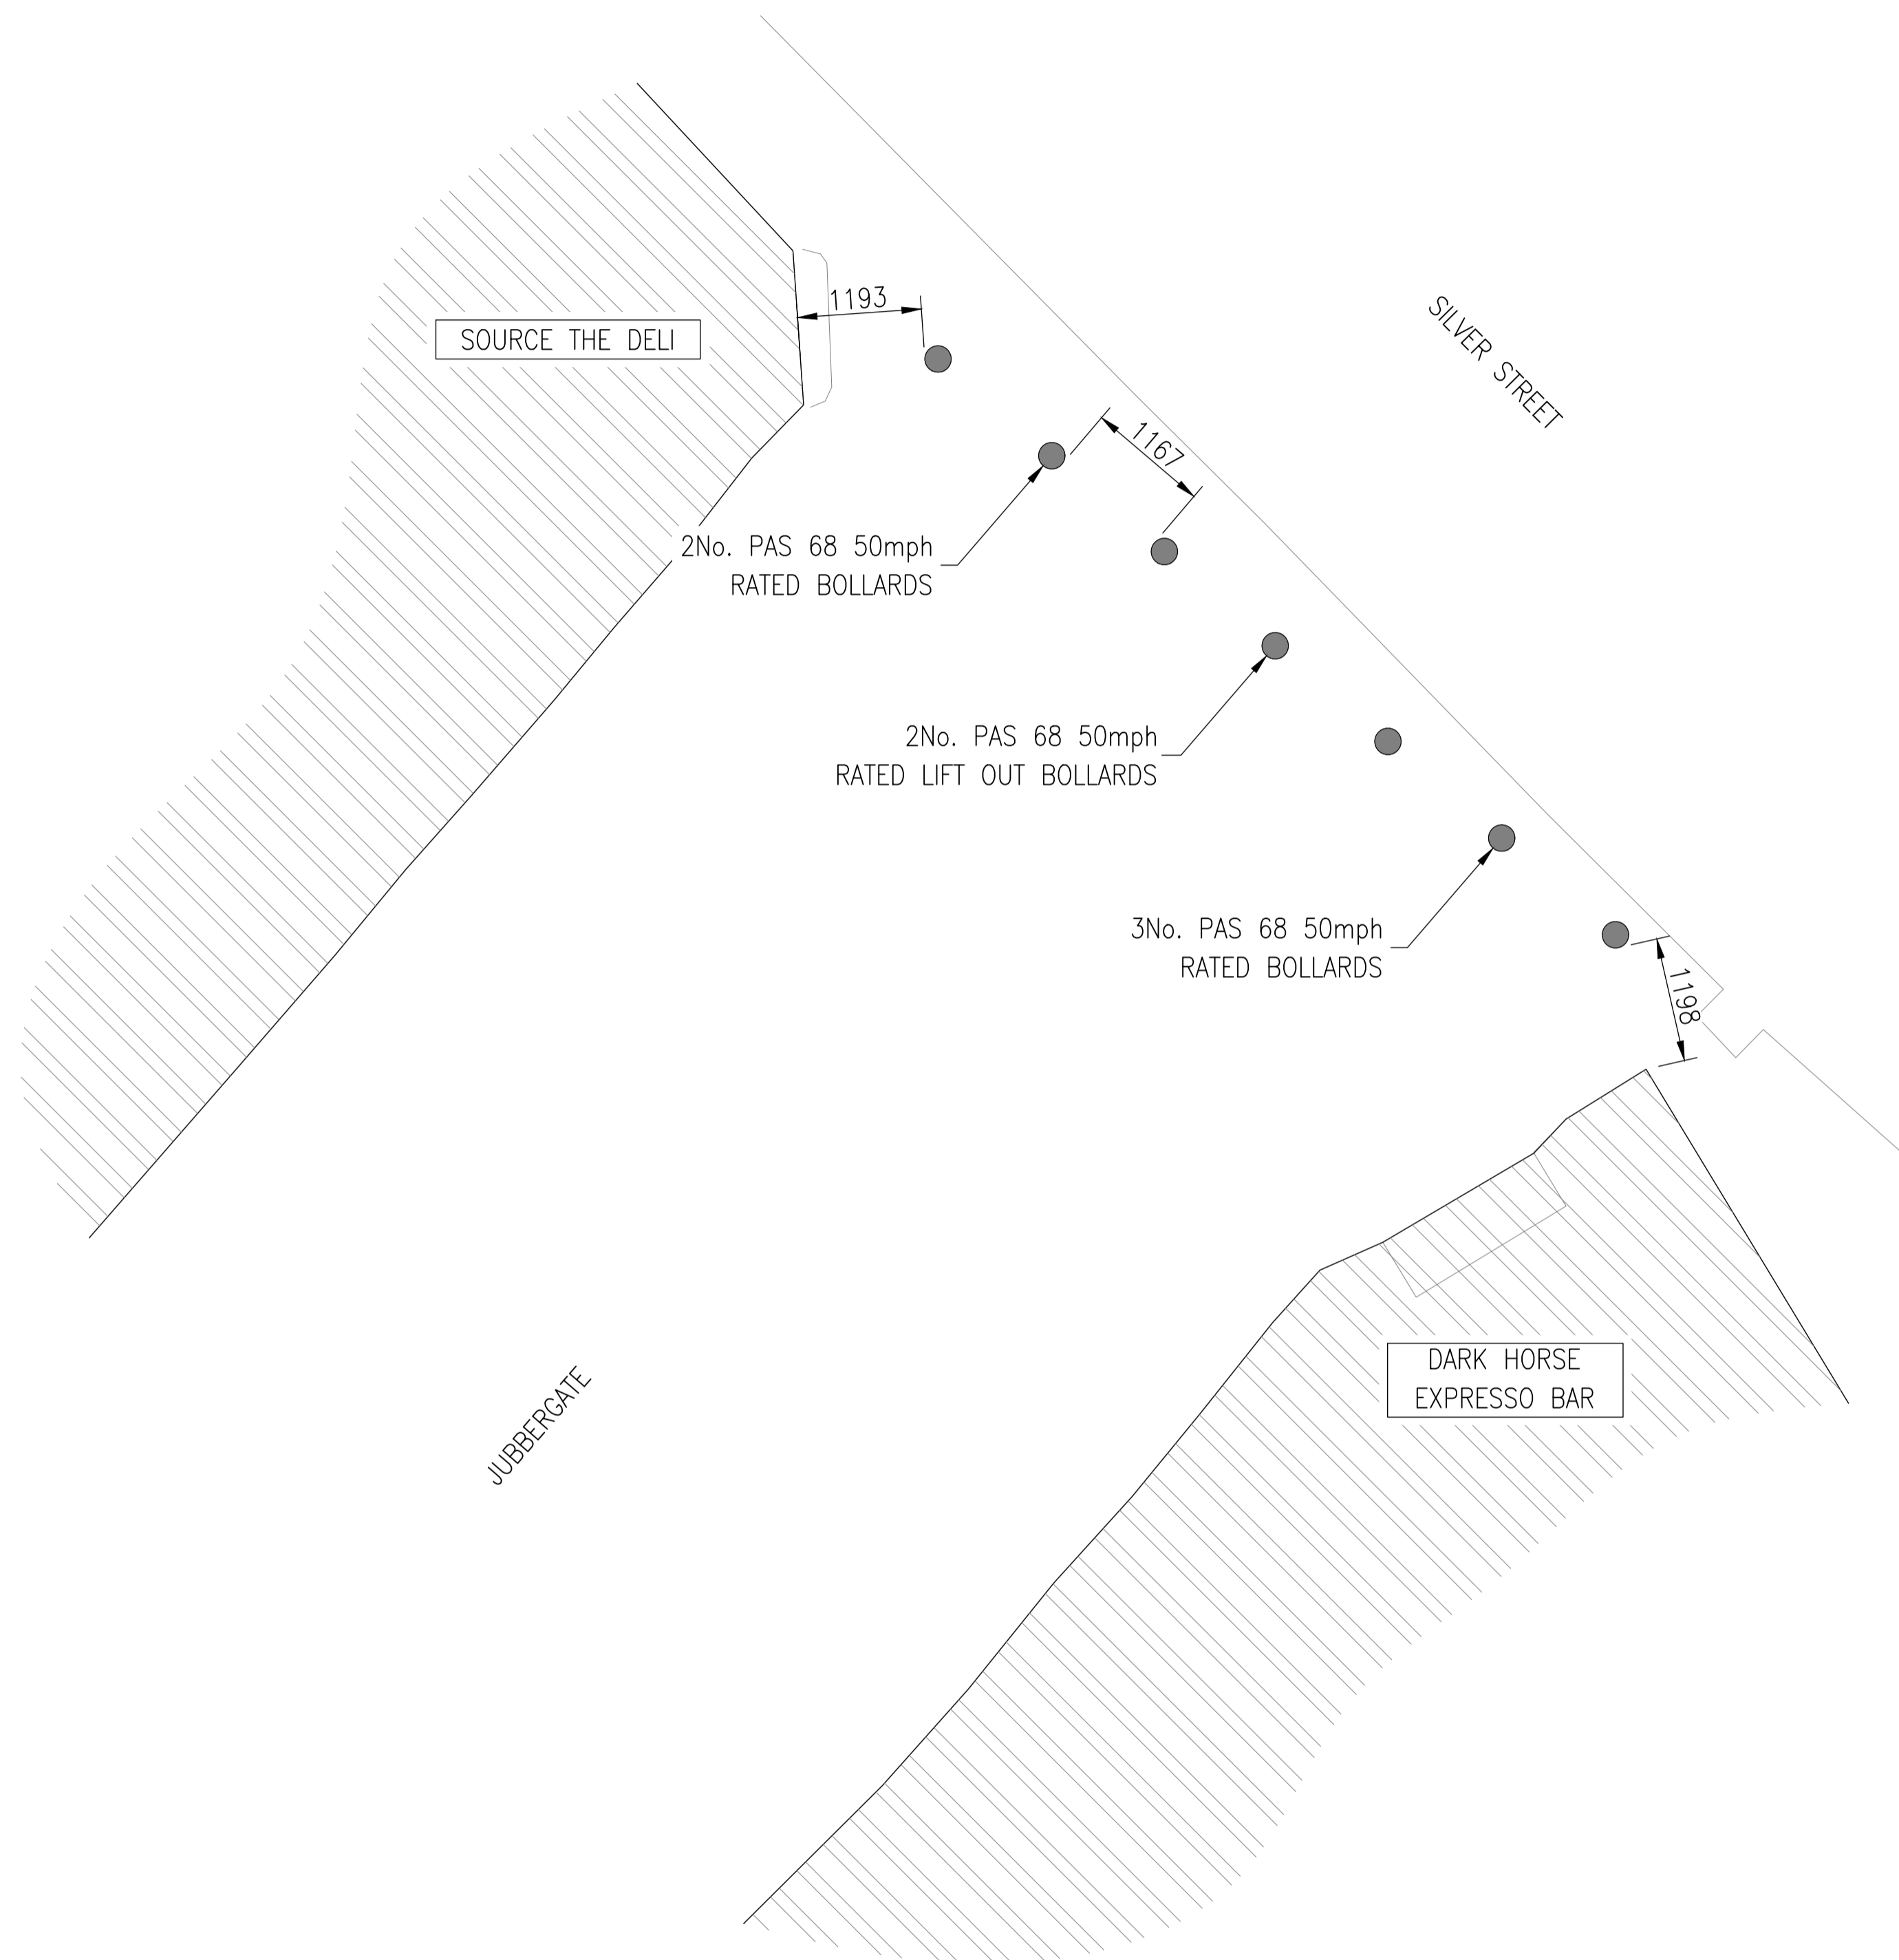 SILVER STREET
1193
SOURCE THE DELI
1167
2No. PAS 68 50mph
RATED BOLLARDS
2No. PAS 68 50mph
RATED LIFT OUT BOLLARDS
3No. PAS 68 50mph
RATED BOLLARDS
1198
DARK HORSE
EXPRESSO BAR
JUBBERGATE